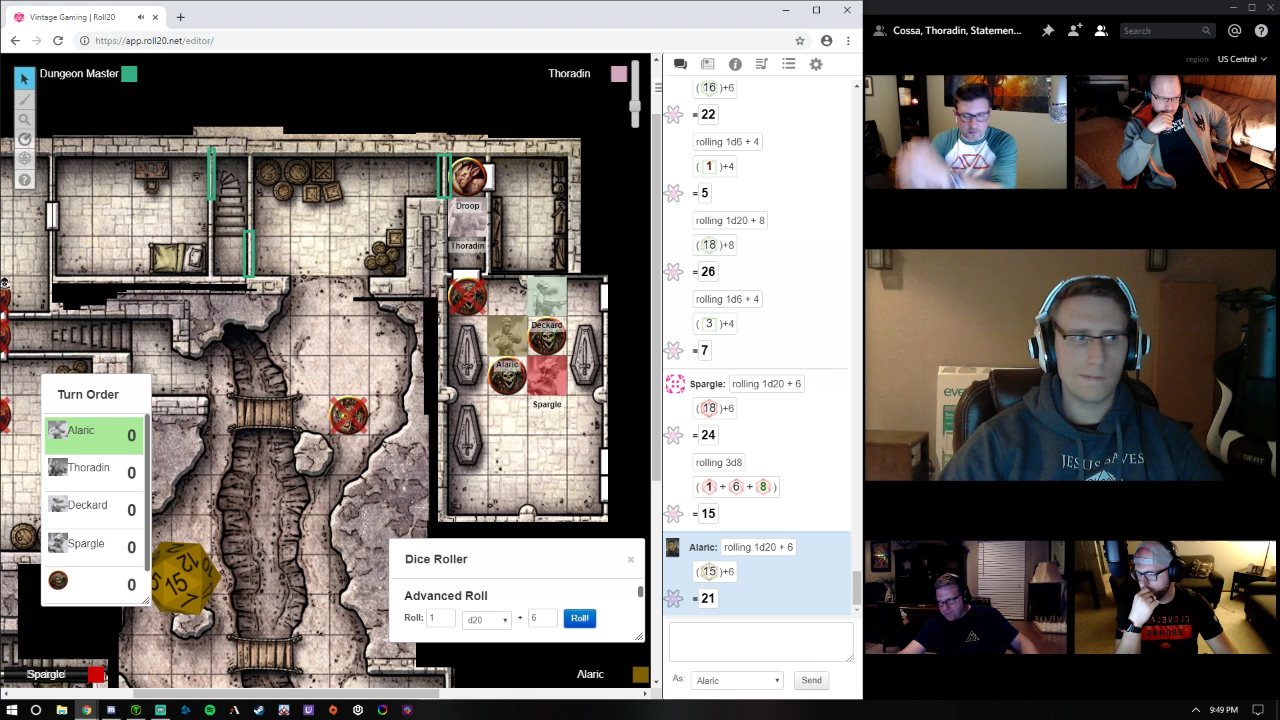 Vintage Gaming | Roll20
https://app.roll20.net/editor/
Cossa, Thoradin, Statemen...
Search
region
US Central
Dungeon Master
Thoradin
Droop
Thoradin
Deckard
Alaric
Spargle
Turn Order
Alaric 0
Thoradin 0
Deckard 0
Spargle 0
0
15
Dice Roller
×
Advanced Roll
Roll: 1 d20 + 6 Roll!
Spargle
Alaric
(16)+6
= 22
rolling 1d6 + 4
(1)+4
= 5
rolling 1d20 + 8
(18)+8
= 26
rolling 1d6 + 4
(3)+4
= 7
Spargle: rolling 1d20 + 6
(18)+6
= 24
rolling 3d8
(1 + 6 + 8)
= 15
Alaric: rolling 1d20 + 6
(15)+6
= 21
As: Alaric Send
JESUS SAVES
BROWNS
9:49 PM